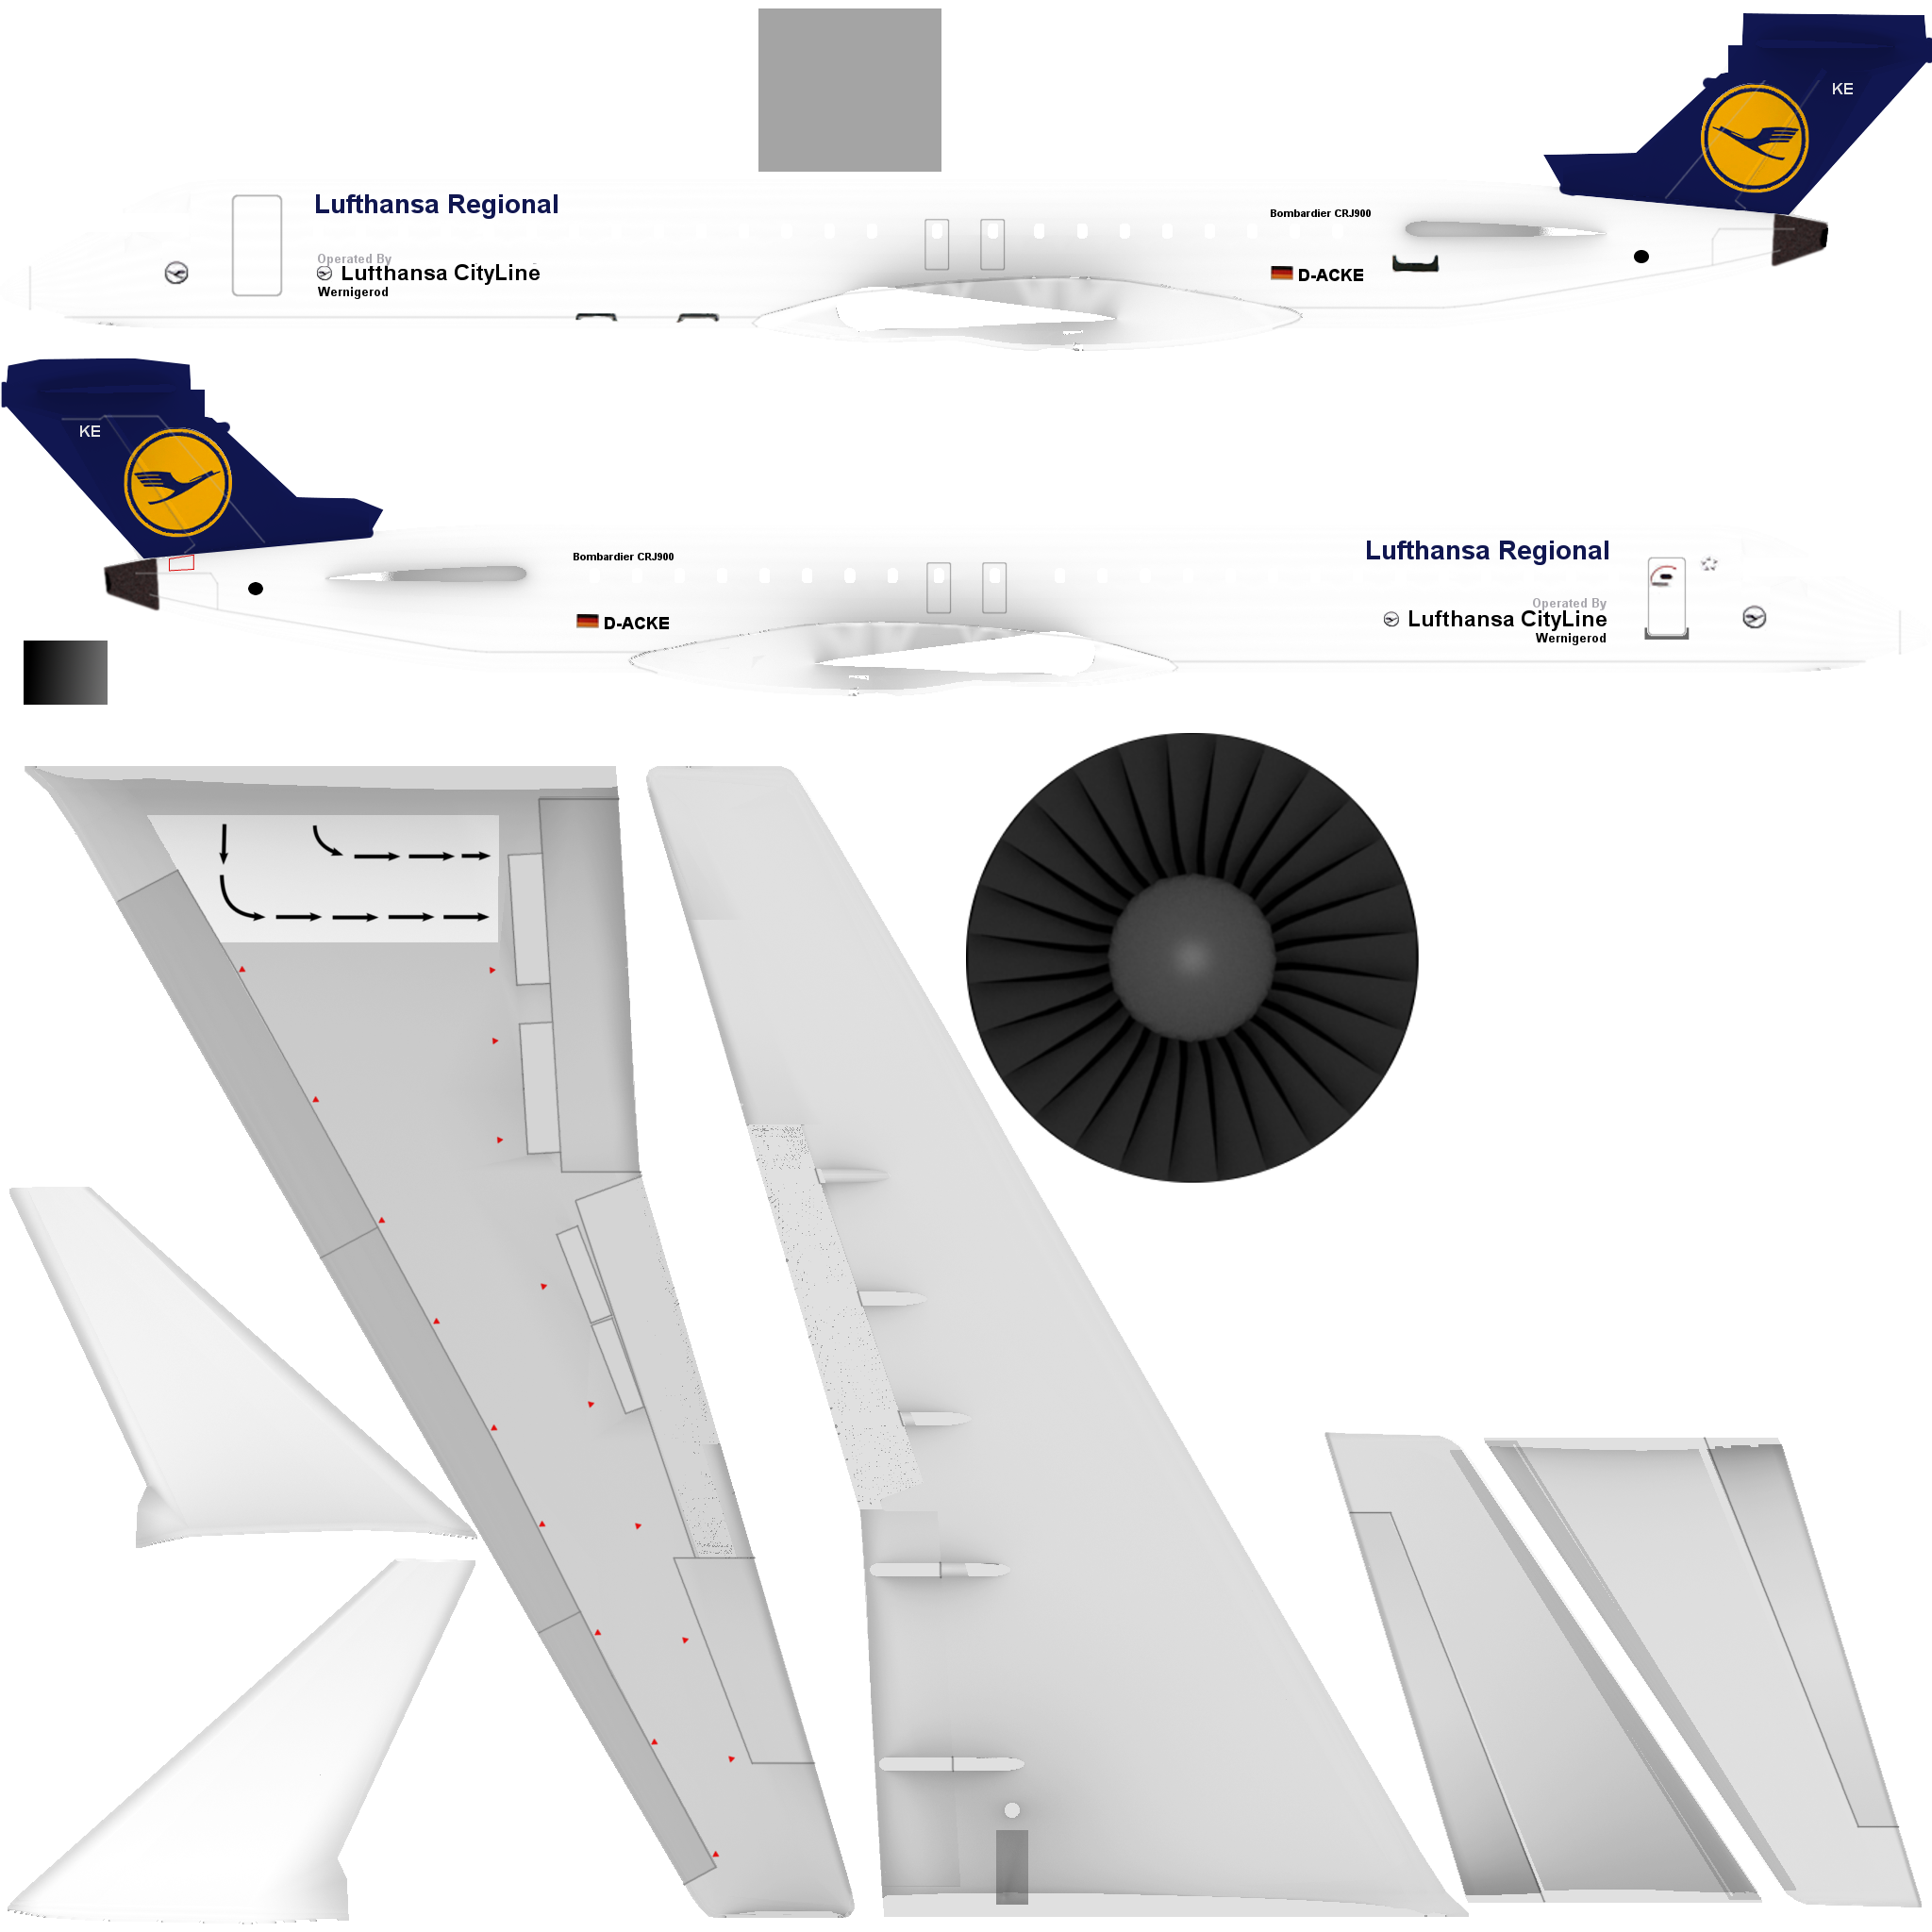 KE
Lufthansa Regional
Bombardier CRJ900
Operated By
Lufthansa CityLine
Wernigerod
D-ACKE
KE
Lufthansa Regional
Bombardier CRJ900
Operated By
Lufthansa CityLine
Wernigerod
D-ACKE